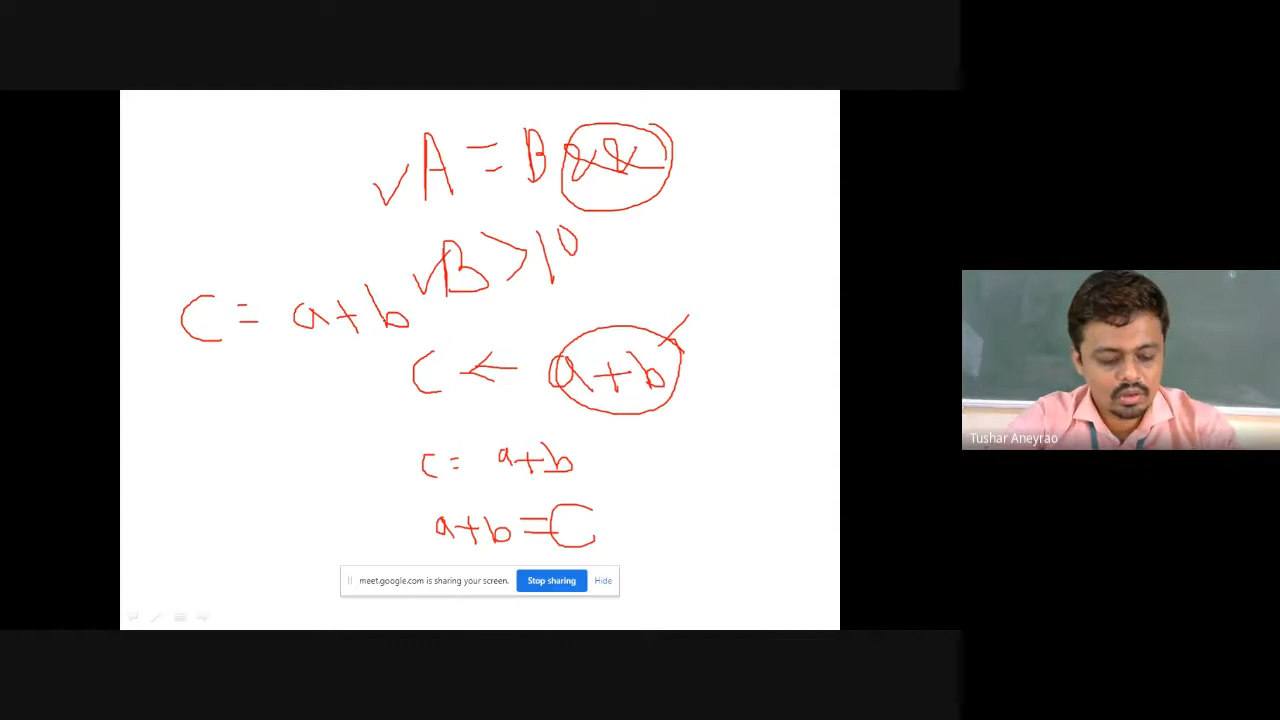 A = B &&
B > 10
C = a+b
C ← a+b
c = a+b
a+b = C
meet.google.com is sharing your screen. Stop sharing Hide
Tushar Aneyrao